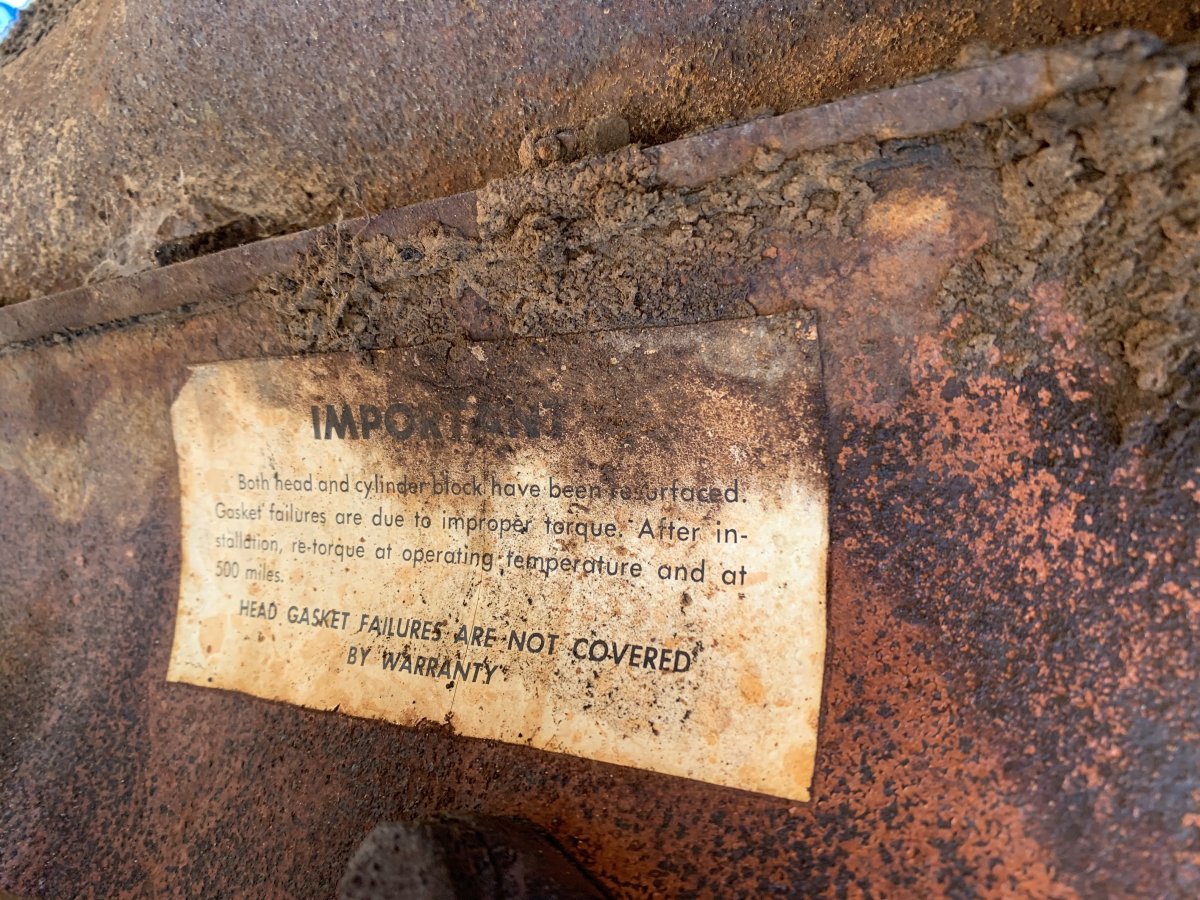 IMPORTANT
Both head and cylinder block have been resurfaced.
Gasket failures are due to improper torque. After in-
stallation, re-torque at operating temperature and at
500 miles.
HEAD GASKET FAILURES ARE NOT COVERED
BY WARRANTY